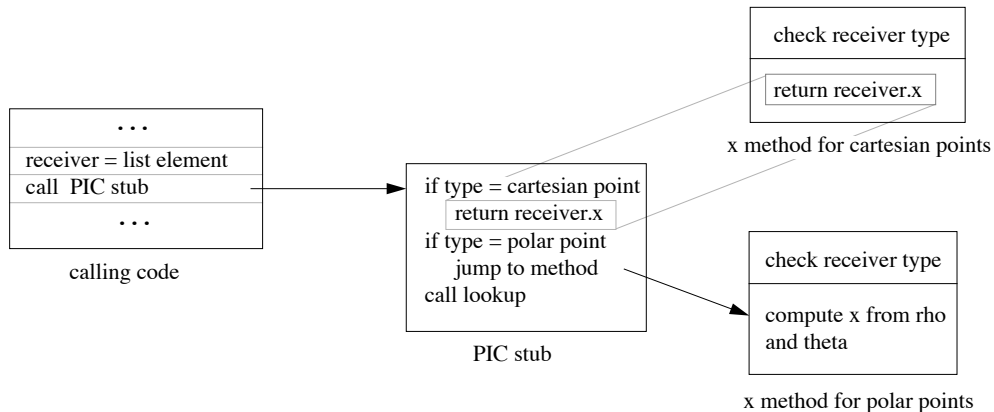 ...
receiver = list element
call PIC stub
...
calling code
if type = cartesian point
return receiver.x
if type = polar point
jump to method
call lookup
PIC stub
check receiver type
return receiver.x
x method for cartesian points
check receiver type
compute x from rho
and theta
x method for polar points